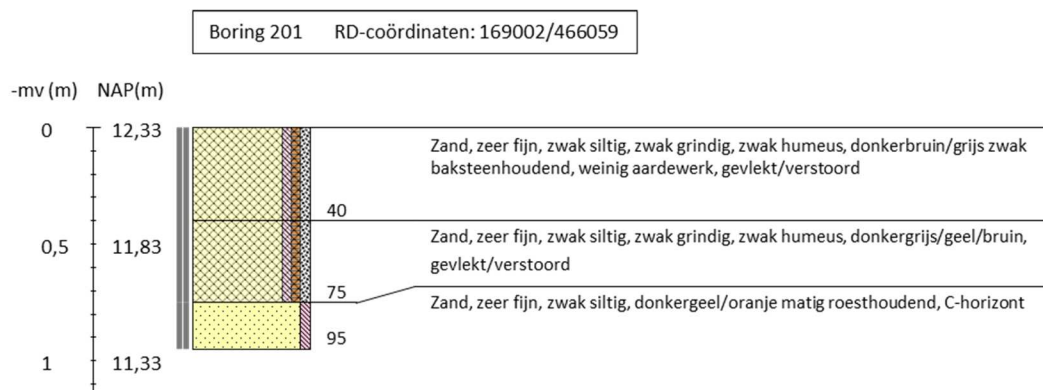 Boring 201 RD-coördinaten: 169002/466059
-mv (m) NAP(m)
0 12,33
Zand, zeer fijn, zwak siltig, zwak grindig, zwak humeus, donkerbruin/grijs zwak
baksteenhoudend, weinig aardewerk, gevlekt/verstoord
40
0,5 11,83
Zand, zeer fijn, zwak siltig, zwak grindig, zwak humeus, donkergrijs/geel/bruin,
gevlekt/verstoord
75
Zand, zeer fijn, zwak siltig, donkergeel/oranje matig roesthoudend, C-horizont
95
1 11,33